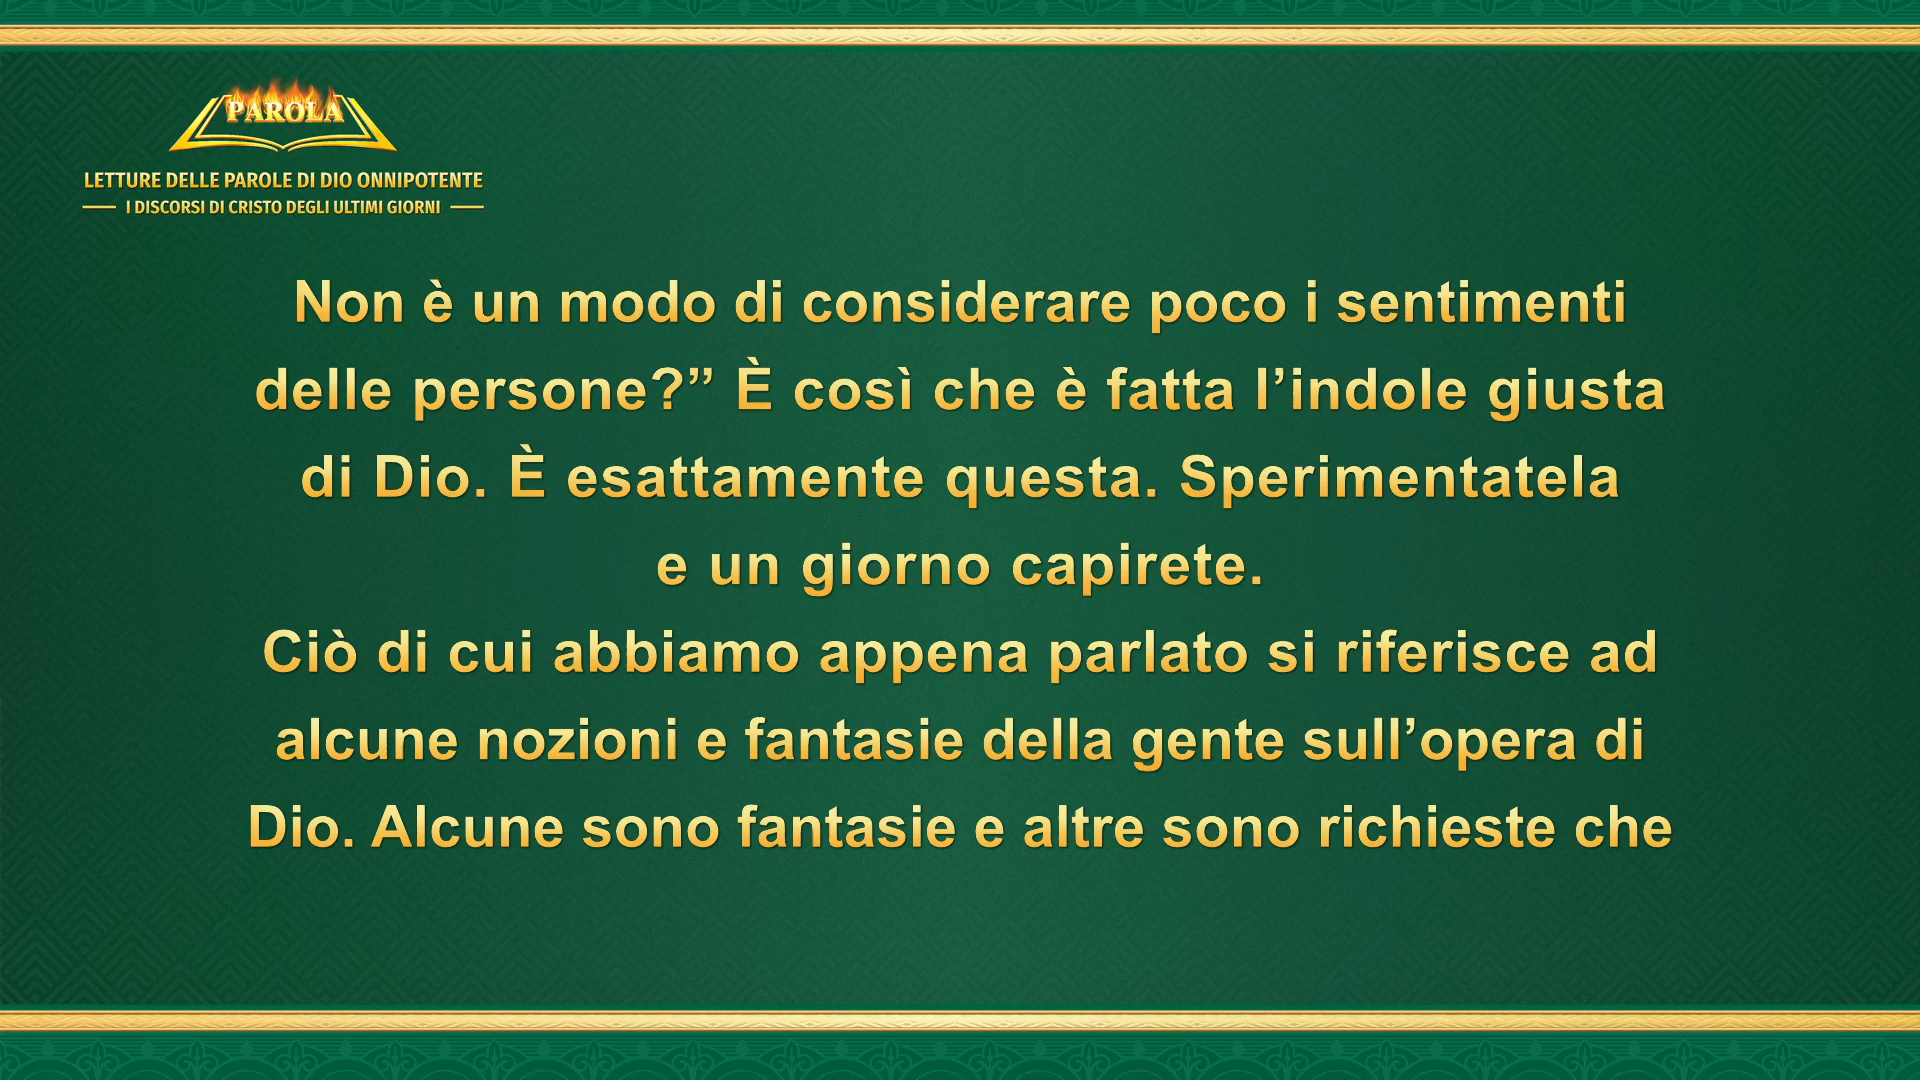 PAROLA
LETTURE DELLE PAROLE DI DIO ONNIPOTENTE
I DISCORSI DI CRISTO DEGLI ULTIMI GIORNI
Non è un modo di considerare poco i sentimenti
delle persone?” È così che è fatta l’indole giusta
di Dio. È esattamente questa. Sperimentatela
e un giorno capirete.
Ciò di cui abbiamo appena parlato si riferisce ad
alcune nozioni e fantasie della gente sull’opera di
Dio. Alcune sono fantasie e altre sono richieste che